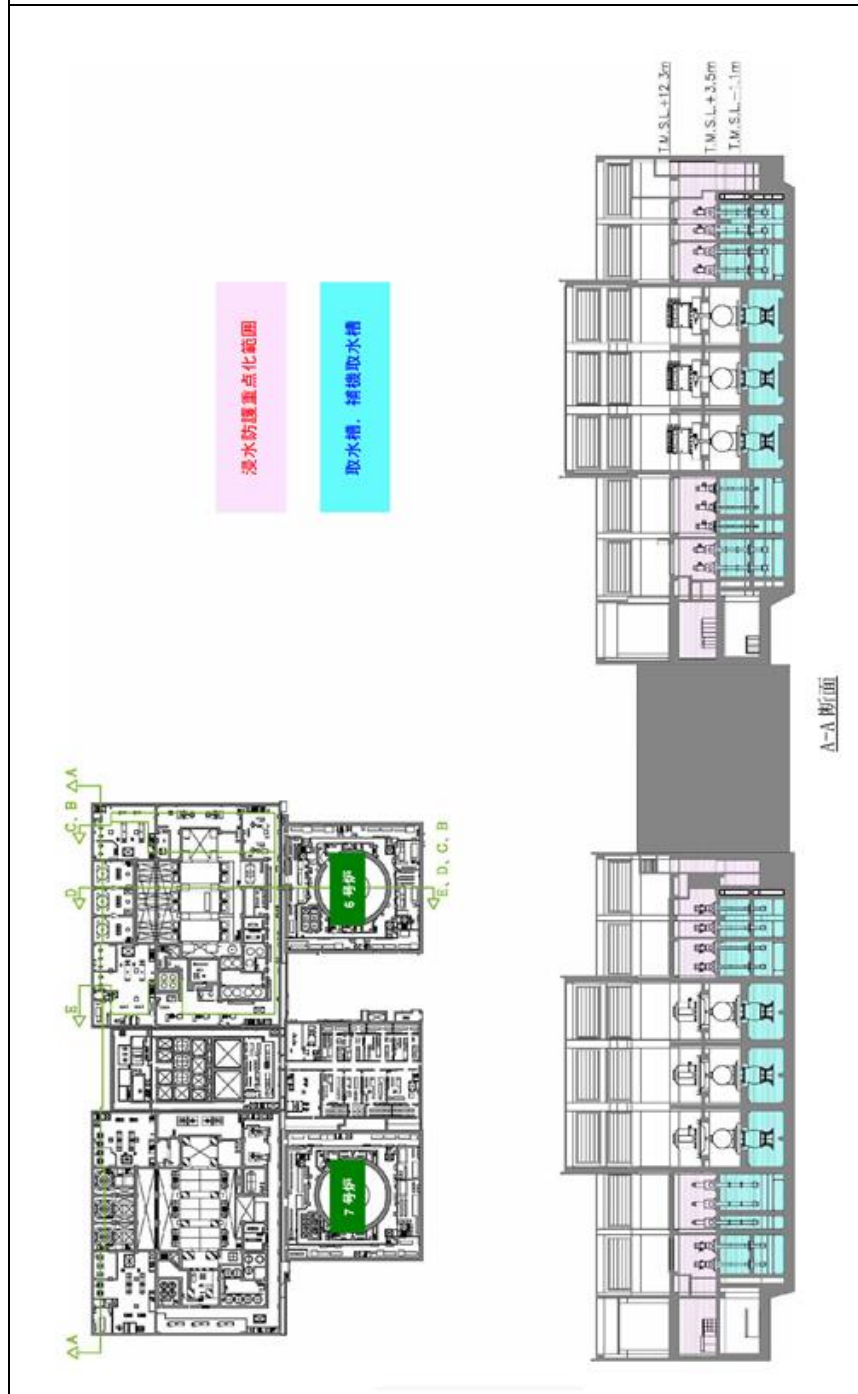 浸水防護重点化範囲
取水槽，補機取水槽
A
C, B
D
E
A
E, D, C, B
6号炉
7号炉
T.M.S.L.+12.3m
T.M.S.L.+3.5m
T.M.S.L.-1.1m
A-A断面